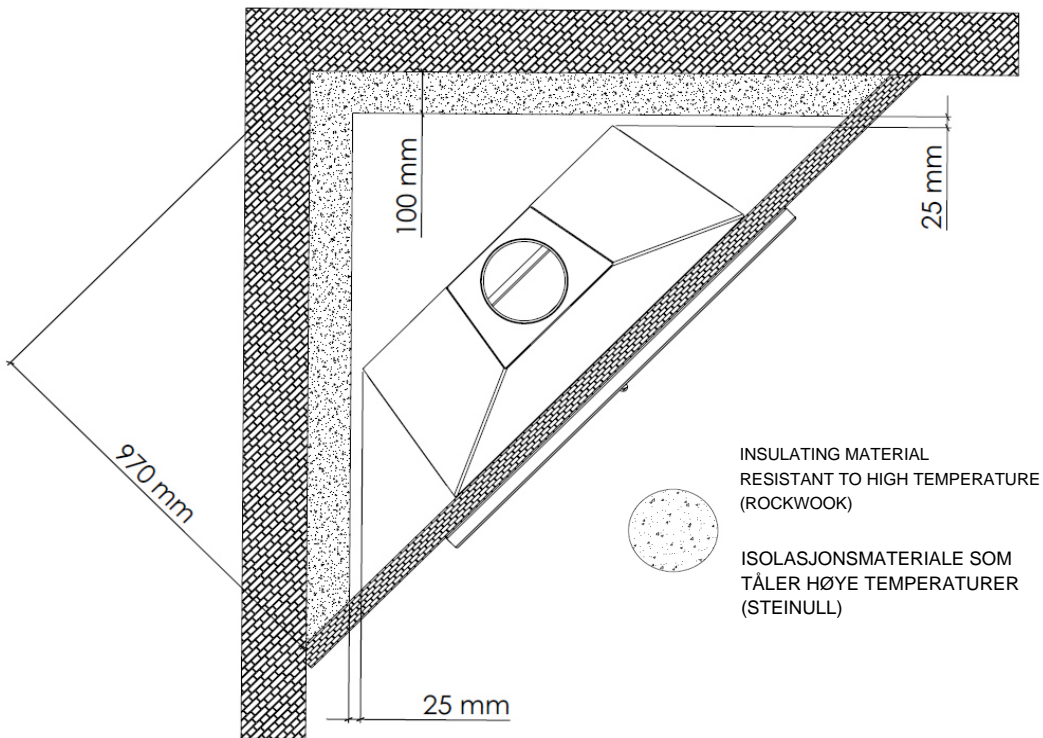 100 mm
25 mm
970 mm
INSULATING MATERIAL
RESISTANT TO HIGH TEMPERATURE
(ROCKWOOK)
ISOLASJONSMATERIALE SOM
TÅLER HØYE TEMPERATURER
(STEINULL)
25 mm